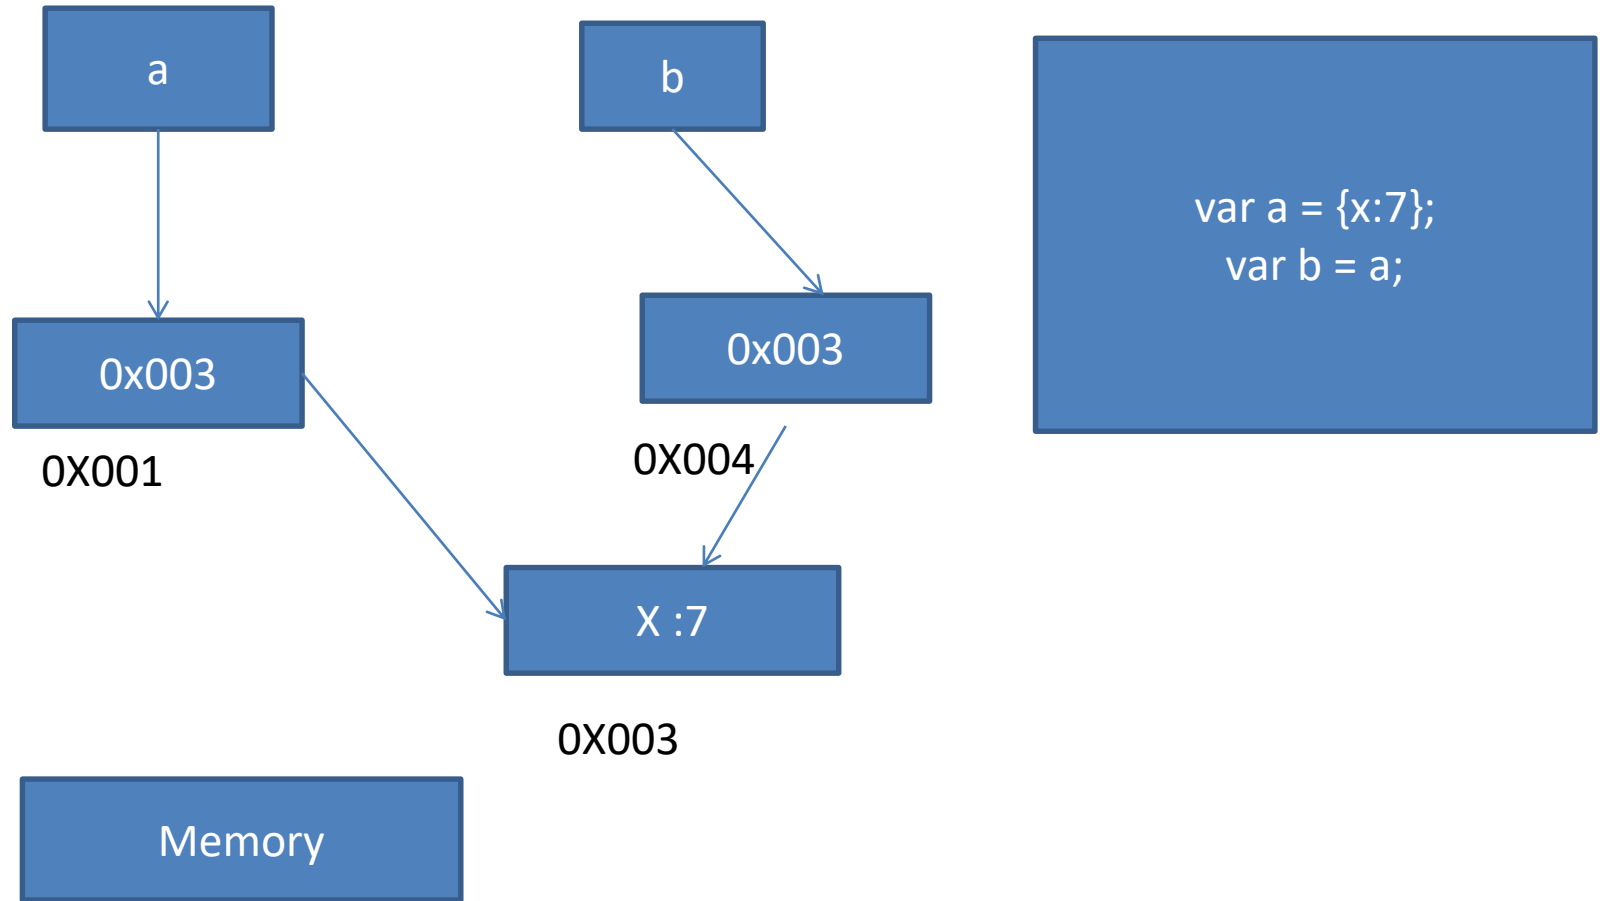 a
b
var a = {x:7};
var b = a;
0x003
0x003
0X001
0X004
X :7
0X003
Memory